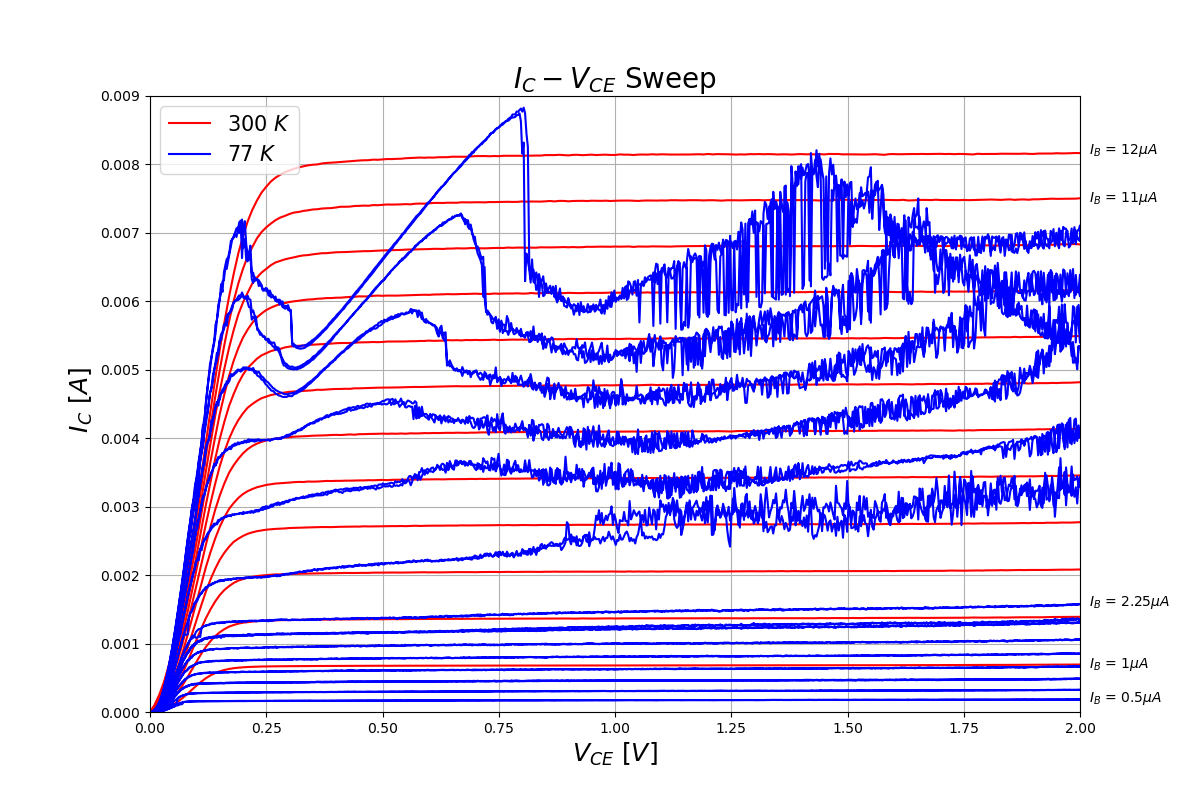 I_C − V_CE Sweep
300 K
77 K
I_C [A]
0.009
0.008
0.007
0.006
0.005
0.004
0.003
0.002
0.001
0.000
I_B = 12μA
I_B = 11μA
I_B = 2.25μA
I_B = 1μA
I_B = 0.5μA
0.00 0.25 0.50 0.75 1.00 1.25 1.50 1.75 2.00
V_CE [V]